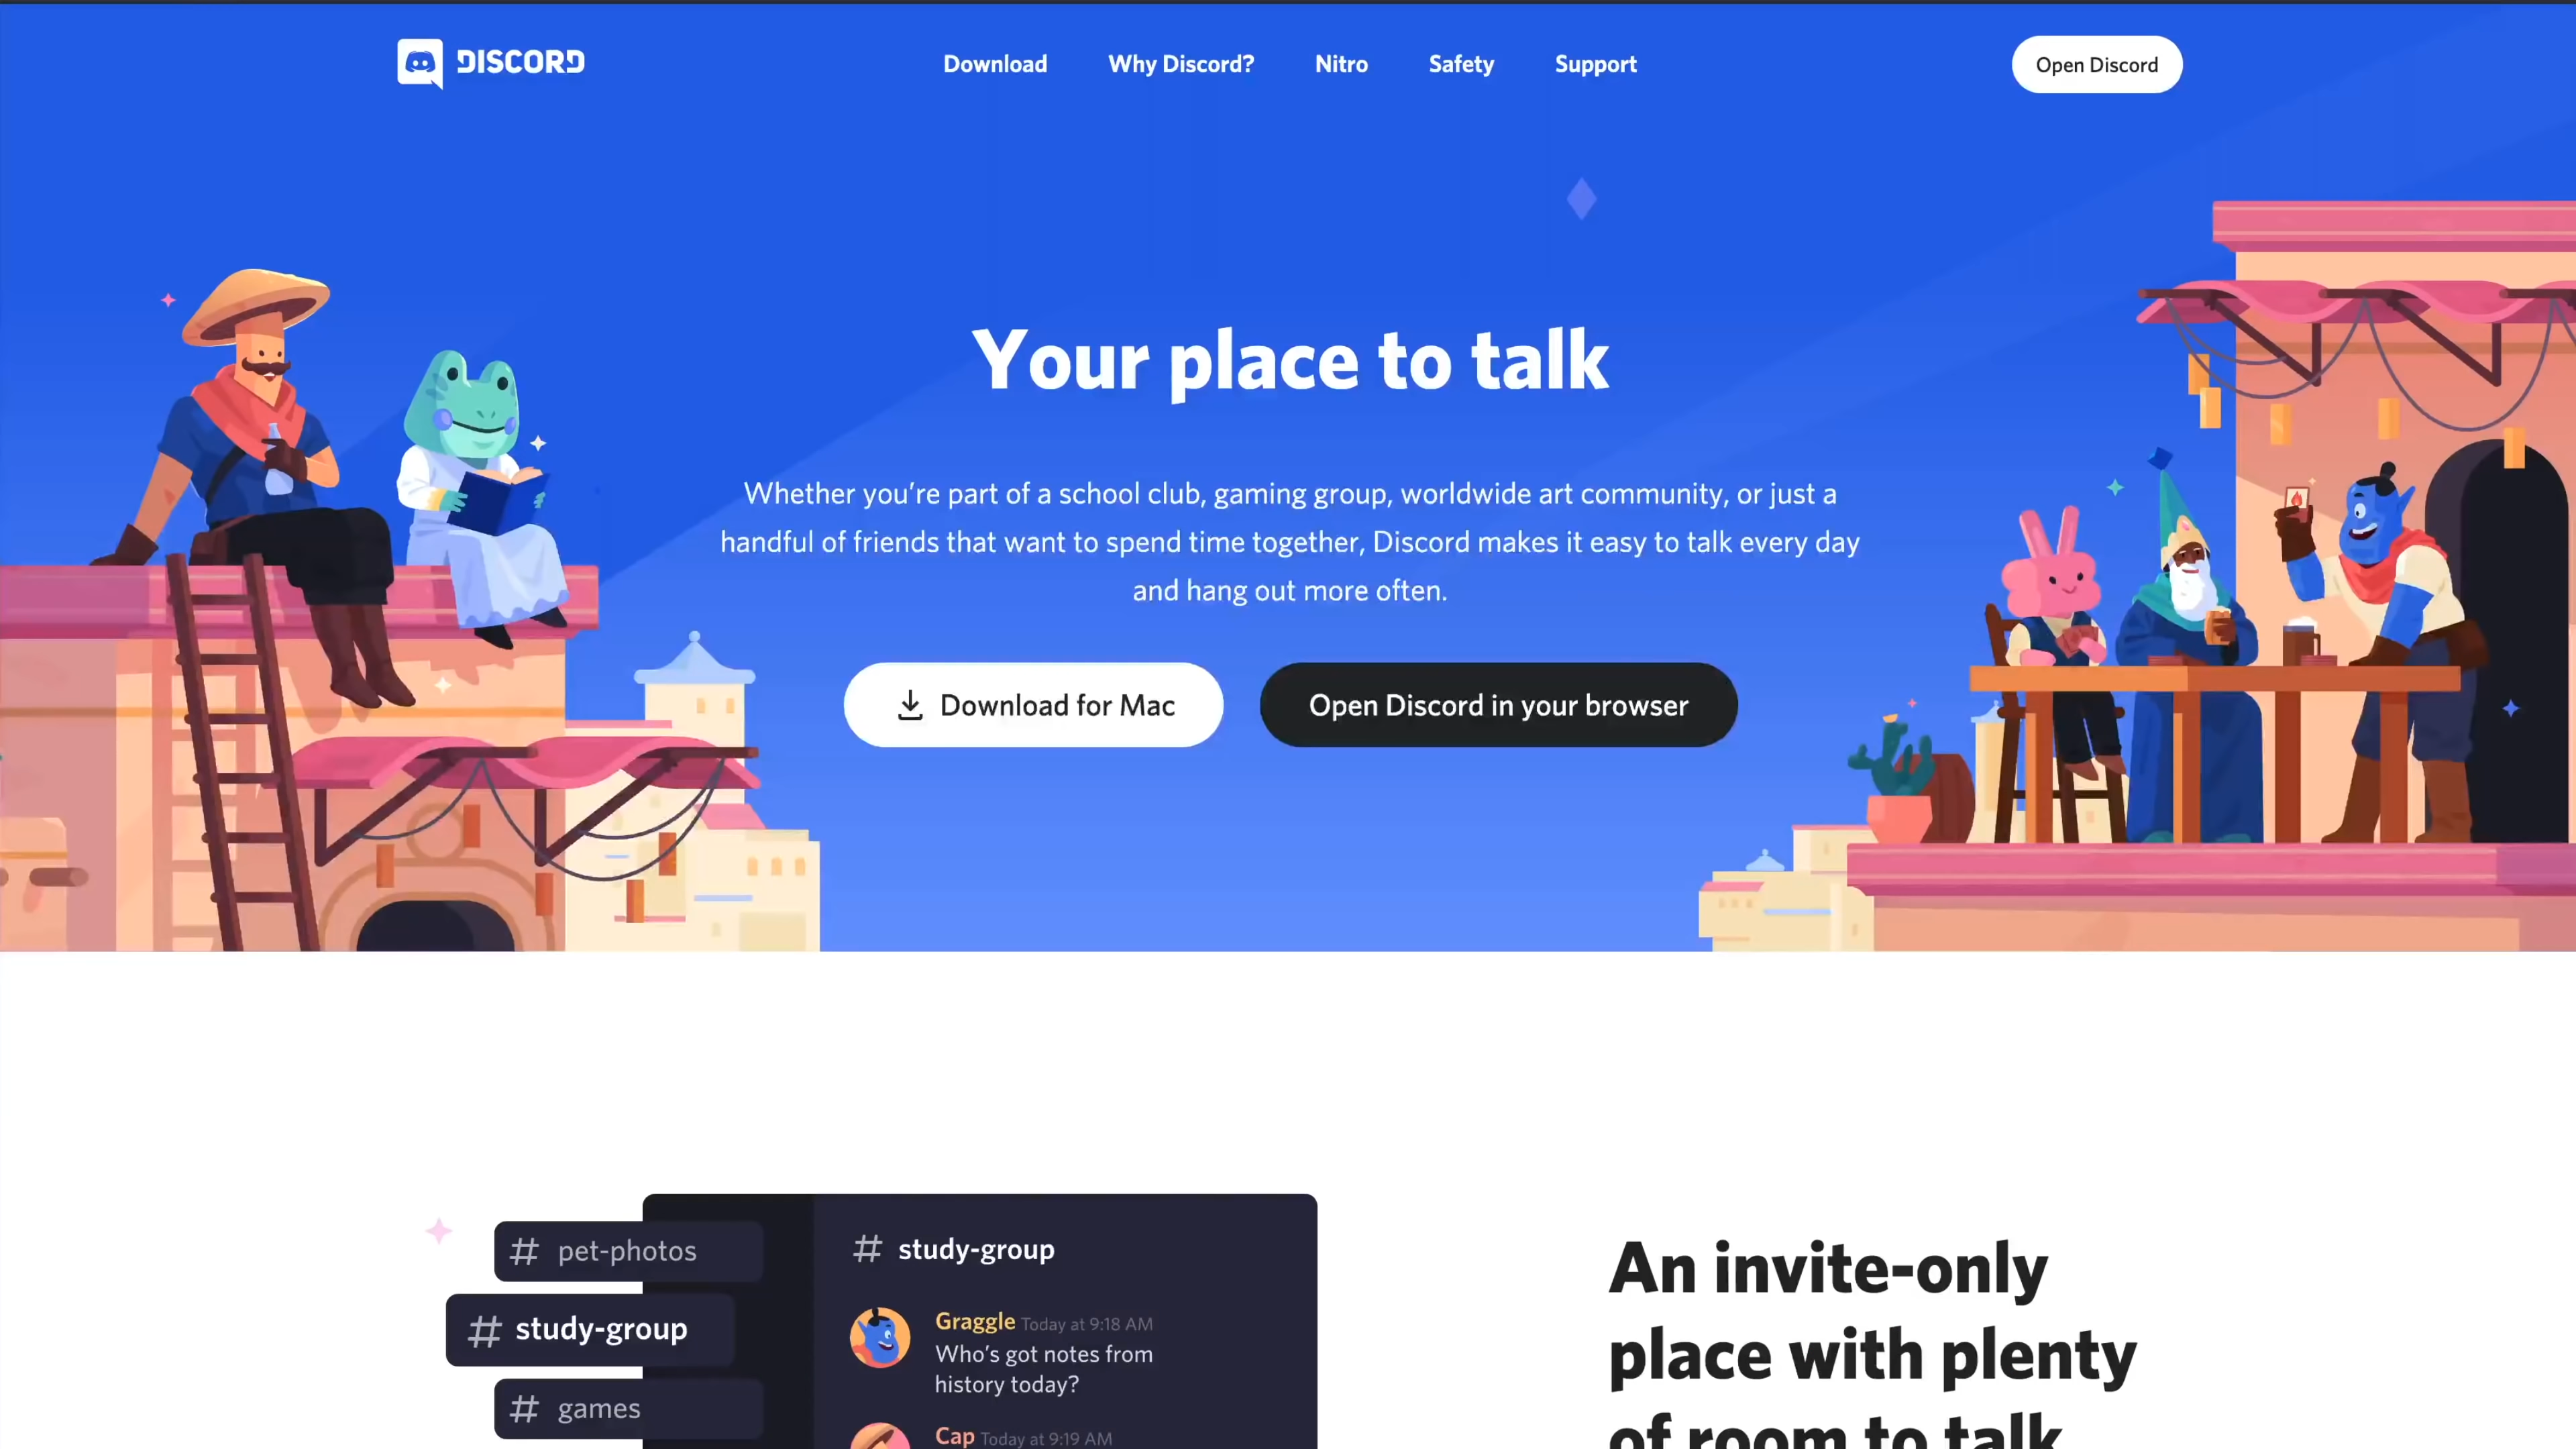 DISCORD
Download
Why Discord?
Nitro
Safety
Support
Open Discord
Your place to talk
Whether you're part of a school club, gaming group, worldwide art community, or just a
handful of friends that want to spend time together, Discord makes it easy to talk every day
and hang out more often.
Download for Mac
Open Discord in your browser
# pet-photos
# study-group
# games
# study-group
Graggle Today at 9:18 AM
Who's got notes from
history today?
Cap Today at 9:19 AM
An invite-only
place with plenty
of room to talk